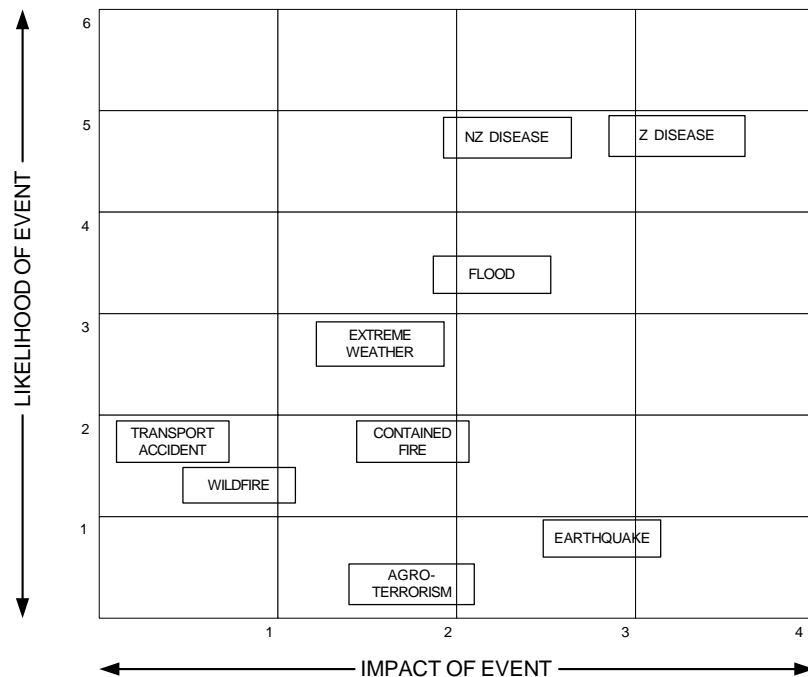 6
5
NZ DISEASE
Z DISEASE
4
FLOOD
3
EXTREME
WEATHER
2
TRANSPORT
ACCIDENT
CONTAINED
FIRE
WILDFIRE
1
EARTHQUAKE
AGRO-
TERRORISM
1 2 3 4
LIKELIHOOD OF EVENT
IMPACT OF EVENT